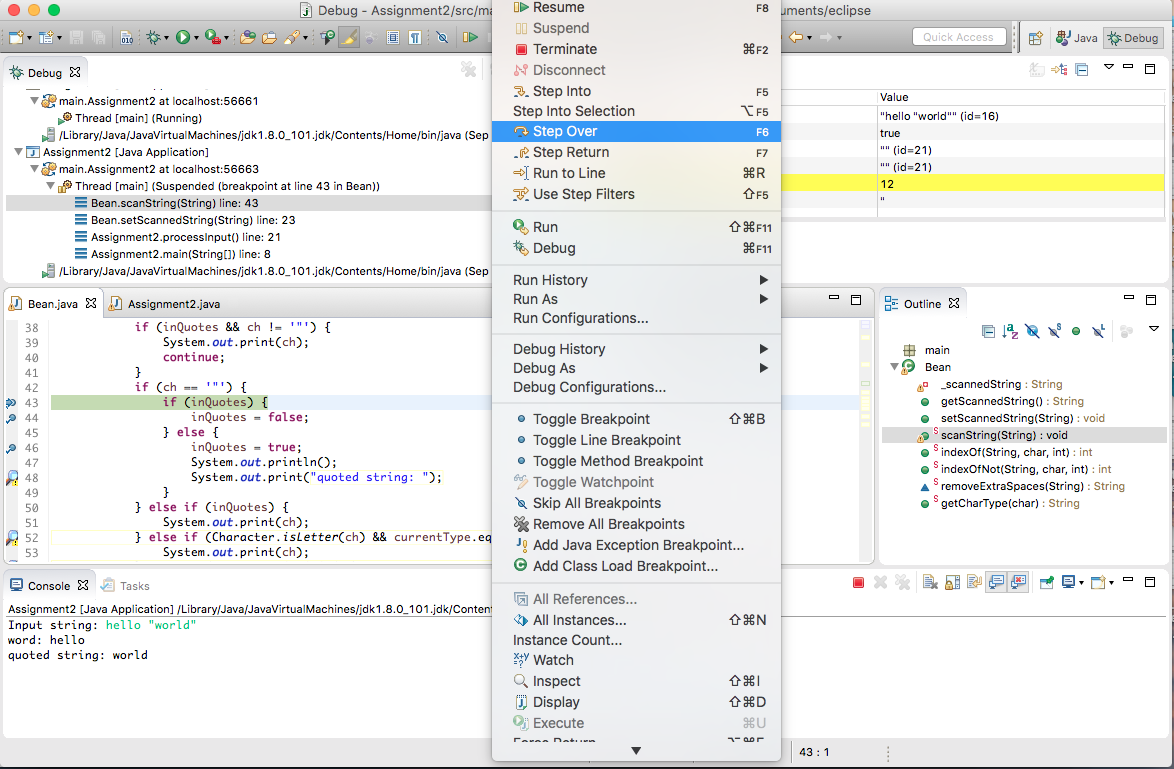 Debug - Assignment2/src/ma
uments/eclipse
Quick Access
Java
Debug
Debug
main.Assignment2 at localhost:56661
Thread [main] (Running)
/Library/Java/JavaVirtualMachines/jdk1.8.0_101.jdk/Contents/Home/bin/java (Sep
Assignment2 [Java Application]
main.Assignment2 at localhost:56663
Thread [main] (Suspended (breakpoint at line 43 in Bean))
Bean.scanString(String) line: 43
Bean.setScannedString(String) line: 23
Assignment2.processInput() line: 21
Assignment2.main(String[]) line: 8
/Library/Java/JavaVirtualMachines/jdk1.8.0_101.jdk/Contents/Home/bin/java (Sep
Resume F8
Suspend
Terminate ⌘F2
Disconnect
Step Into F5
Step Into Selection ⌥F5
Step Over F6
Step Return F7
Run to Line ⌘R
Use Step Filters ⇧F5
Run ⇧⌘F11
Debug ⌘F11
Run History
Run As
Run Configurations...
Debug History
Debug As
Debug Configurations...
Toggle Breakpoint ⇧⌘B
Toggle Line Breakpoint
Toggle Method Breakpoint
Toggle Watchpoint
Skip All Breakpoints
Remove All Breakpoints
Add Java Exception Breakpoint...
Add Class Load Breakpoint...
All References...
All Instances... ⇧⌘N
Instance Count...
Watch
Inspect ⇧⌘I
Display ⇧⌘D
Execute ⌘U
Value
"hello "world"" (id=16)
true
"" (id=21)
"" (id=21)
12
"
Bean.java
Assignment2.java
38 if (inQuotes && ch != '"') {
39 System.out.print(ch);
40 continue;
41 }
42 if (ch == '"') {
43 if (inQuotes) {
44 inQuotes = false;
45 } else {
46 inQuotes = true;
47 System.out.println();
48 System.out.print("quoted string: ");
49 }
50 } else if (inQuotes) {
51 System.out.print(ch);
52 } else if (Character.isLetter(ch) && currentType.eq
53 System.out.print(ch);
Outline
main
Bean
_scannedString : String
getScannedString() : String
setScannedString(String) : void
scanString(String) : void
indexOf(String, char, int) : int
indexOfNot(String, char, int) : int
removeExtraSpaces(String) : String
getCharType(char) : String
Console
Tasks
Assignment2 [Java Application] /Library/Java/JavaVirtualMachines/jdk1.8.0_101.jdk/Conten
Input string: hello "world"
word: hello
quoted string: world
43 : 1